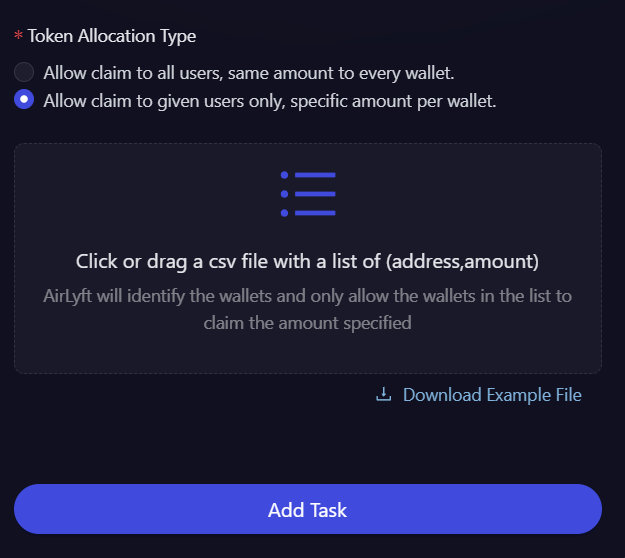 * Token Allocation Type
Allow claim to all users, same amount to every wallet.
Allow claim to given users only, specific amount per wallet.
Click or drag a csv file with a list of (address,amount)
AirLyft will identify the wallets and only allow the wallets in the list to
claim the amount specified
Download Example File
Add Task